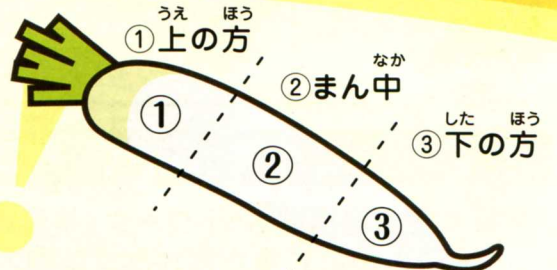 うえ ほう
①上の方
なか
②まん中
した ほう
③下の方
①
②
③